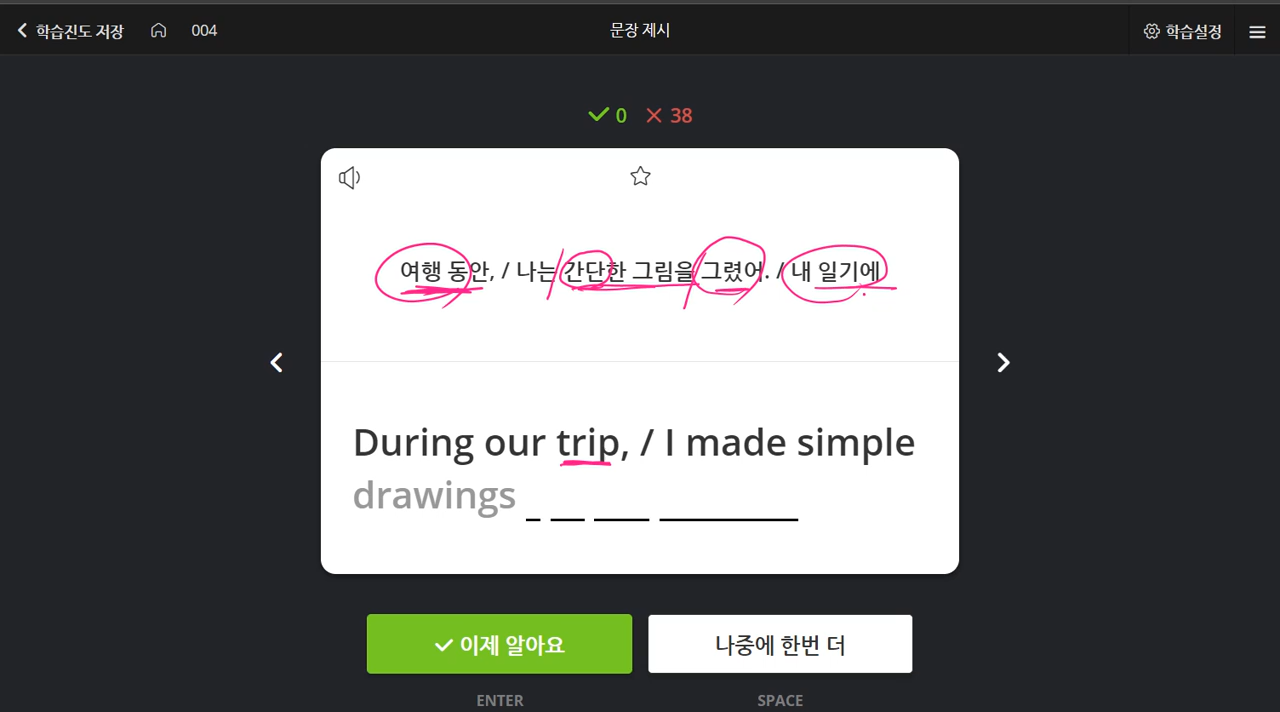 학습진도 저장 004 문장 제시 학습설정
0 38
여행 동안, / 나는 간단한 그림을 그렸어. / 내 일기에
During our trip, / I made simple
drawings
이제 알아요 나중에 한번 더
ENTER SPACE